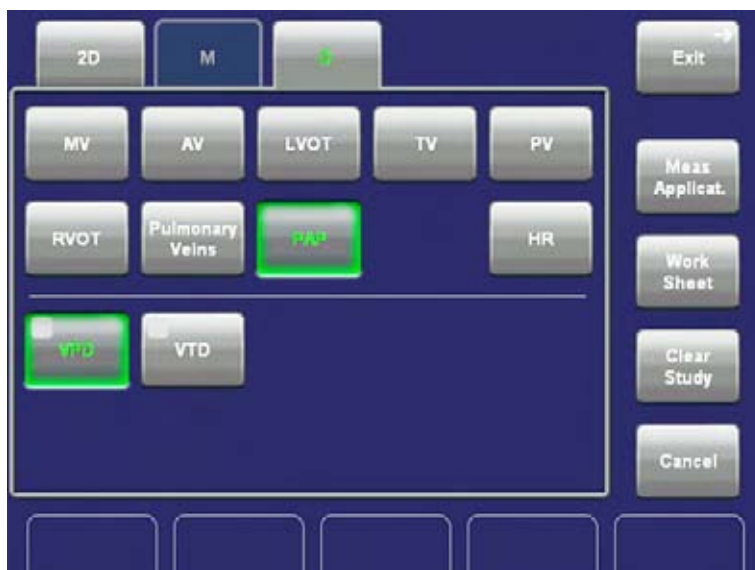 2D
M
D
Exit
MV
AV
LVOT
TV
PV
Meas
Applicat.
RVOT
Pulmonary
Veins
PAP
HR
Work
Sheet
VPD
VTD
Clear
Study
Cancel